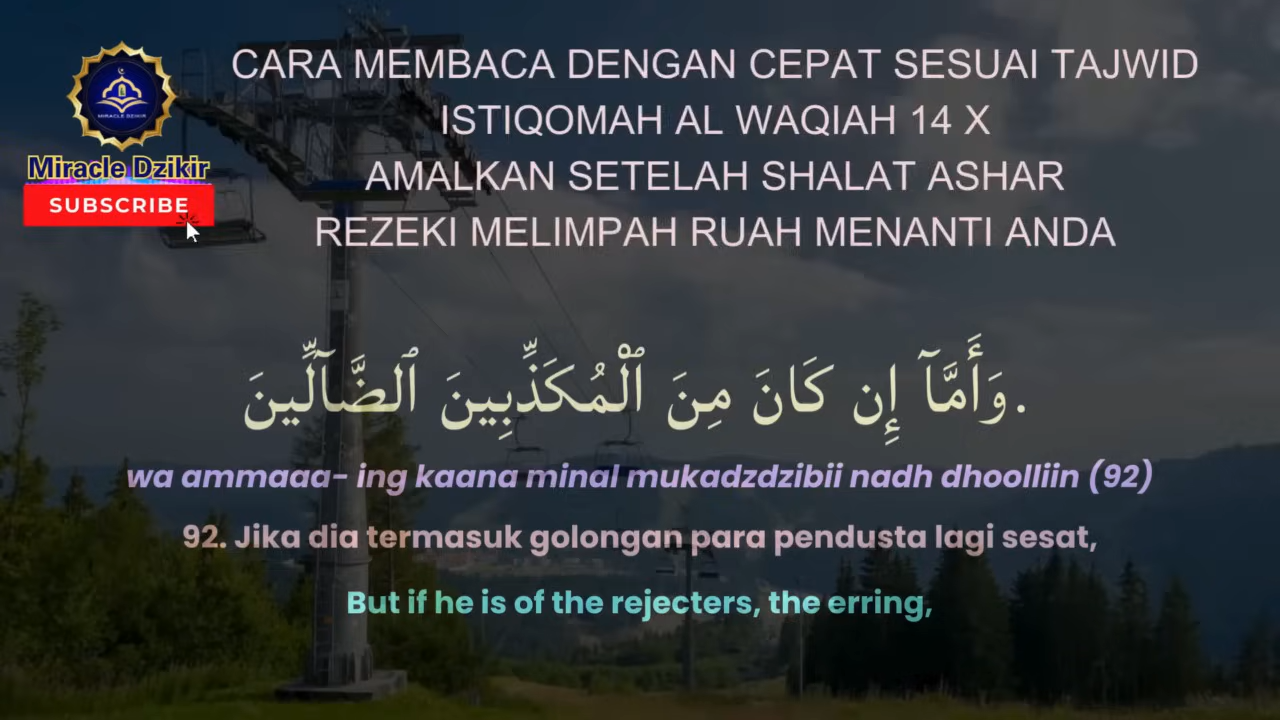 CARA MEMBACA DENGAN CEPAT SESUAI TAJWID
ISTIQOMAH AL WAQIAH 14 X
AMALKAN SETELAH SHALAT ASHAR
REZEKI MELIMPAH RUAH MENANTI ANDA
MIRACLE DZIKIR
Miracle Dzikir
SUBSCRIBE
.وَأَمَّآ إِن كَانَ مِنَ ٱلْمُكَذِّبِينَ ٱلضَّآلِّينَ
wa ammaaa- ing kaana minal mukadzdzibii nadh dhoolliin (92)
92. Jika dia termasuk golongan para pendusta lagi sesat,
But if he is of the rejecters, the erring,